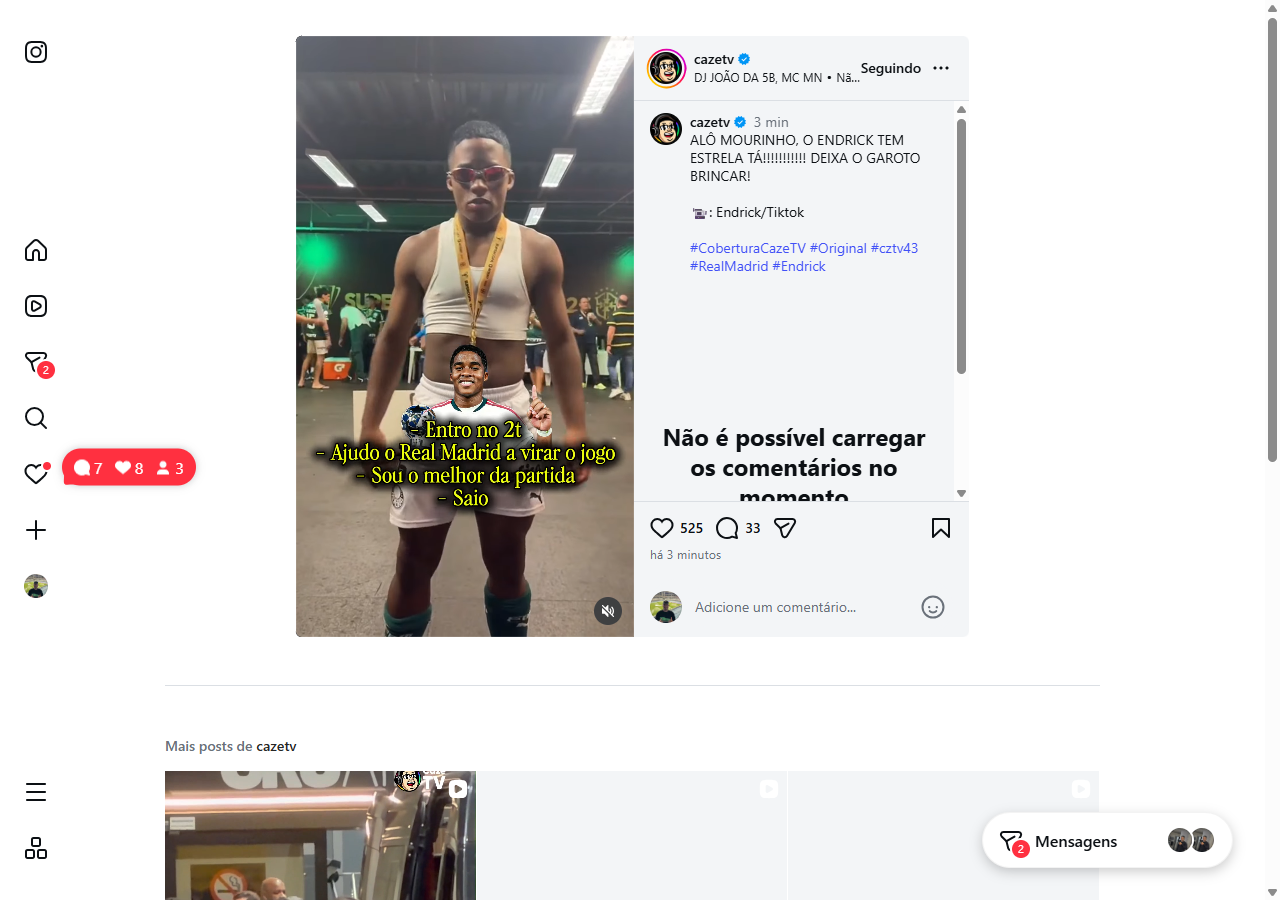 cazetv
DJ JOÃO DA 5B, MC MN • Nã...
Seguindo
cazetv 3 min
ALÔ MOURINHO, O ENDRICK TEM
ESTRELA TÁ!!!!!!!!!!! DEIXA O GAROTO
BRINCAR!
: Endrick/Tiktok
#CoberturaCazeTV #Original #cztv43
#RealMadrid #Endrick
Não é possível carregar
os comentários no
momento
- Entro no 2t
- Ajudo o Real Madrid a virar o jogo
- Sou o melhor da partida
- Saio
2
7 8 3
525 33
há 3 minutos
Adicione um comentário...
Mais posts de cazetv
TV
2
Mensagens